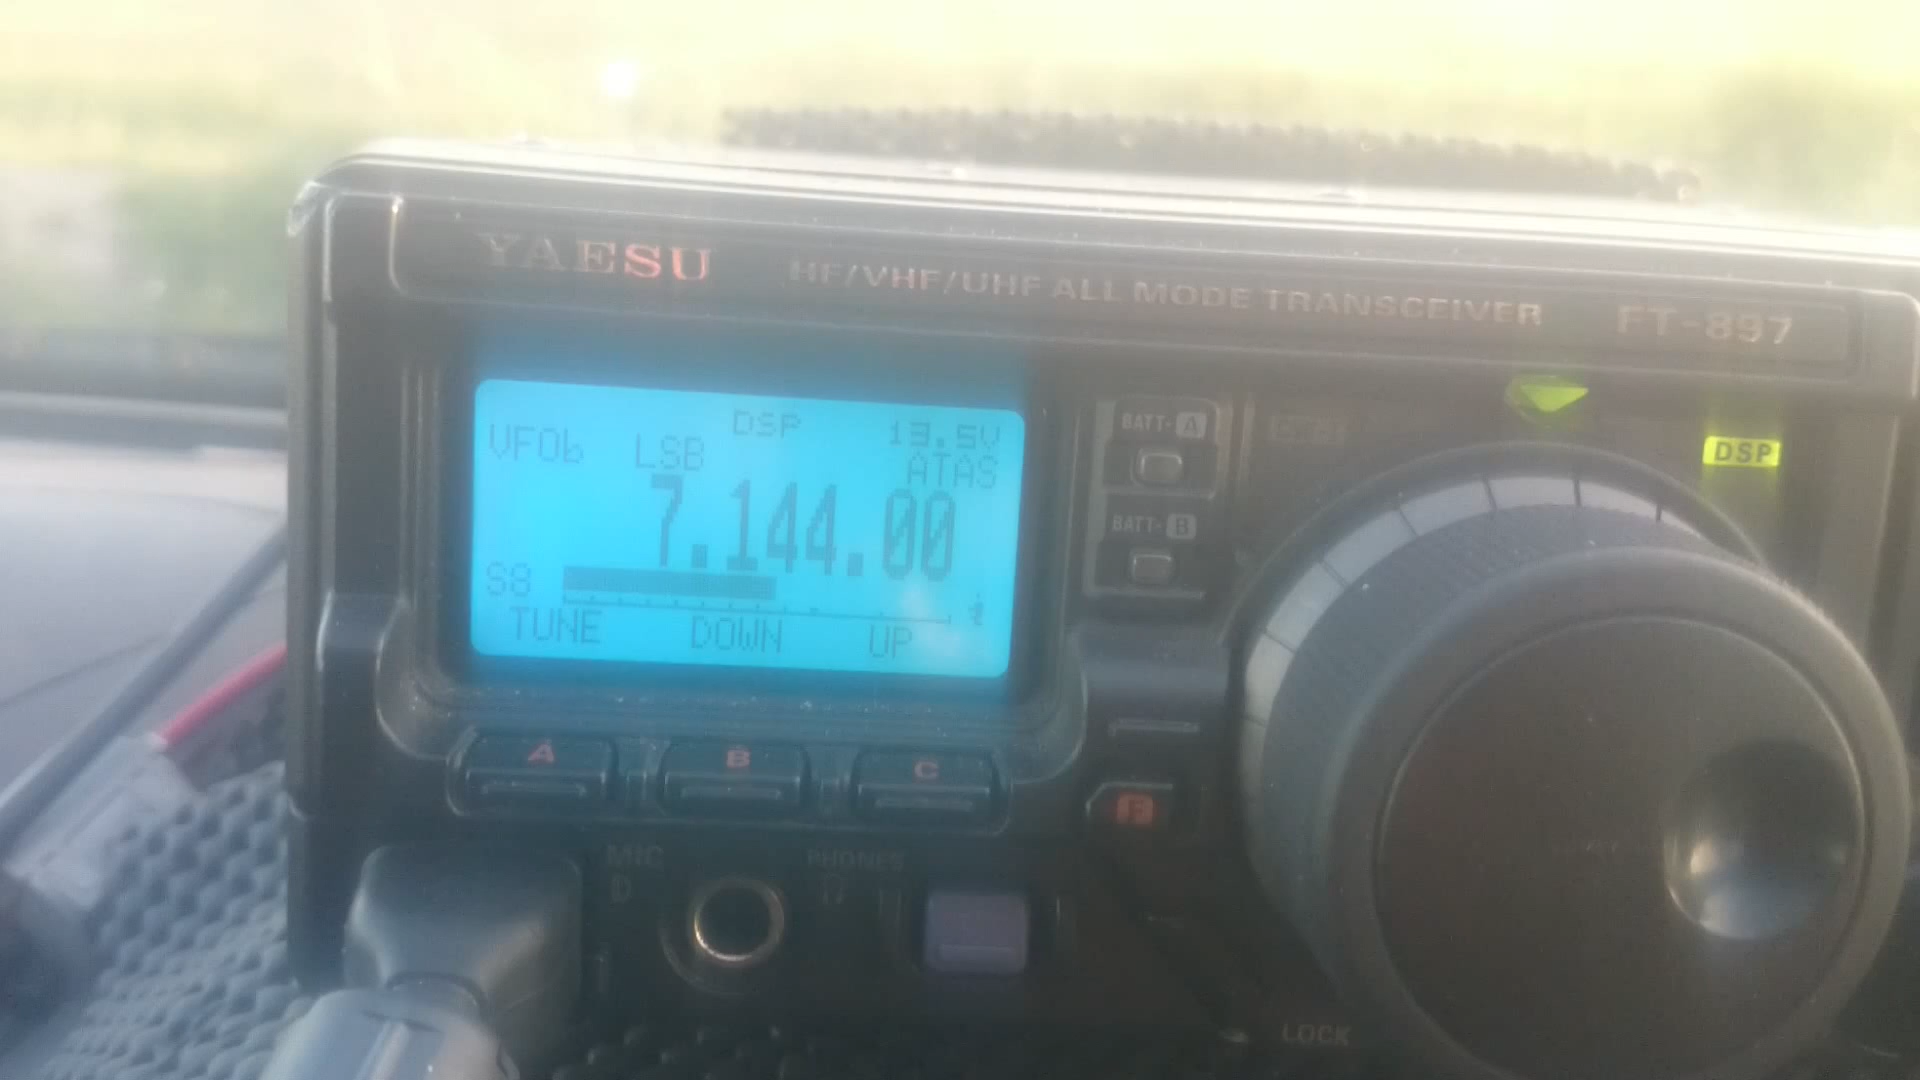 YAESU HF/VHF/UHF ALL MODE TRANSCEIVER FT-897
DSP 13.5V
VFOb LSB ATAS
7.144.00
S8
TUNE DOWN UP
BATT-A
BATT-B
DSP
A B C
F
MIC PHONES
LOCK